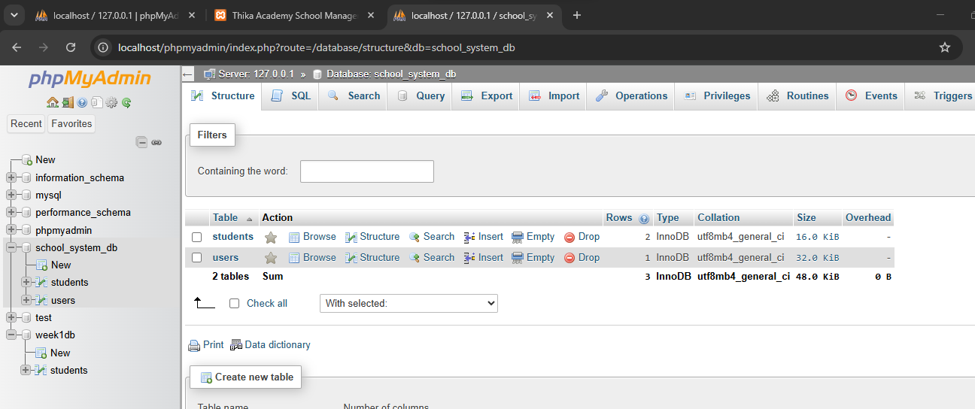 localhost / 127.0.0.1 | phpMyAd
Thika Academy School Manage
localhost / 127.0.0.1 / school_sy
localhost/phpmyadmin/index.php?route=/database/structure&db=school_system_db
phpMyAdmin
Recent Favorites
New
information_schema
mysql
performance_schema
phpmyadmin
school_system_db
New
students
users
test
week1db
New
students
Server: 127.0.0.1 » Database: school_system_db
Structure SQL Search Query Export Import Operations Privileges Routines Events Triggers
Filters
Containing the word:
Table Action Rows Type Collation Size Overhead
students Browse Structure Search Insert Empty Drop 2 InnoDB utf8mb4_general_ci 16.0 KiB -
users Browse Structure Search Insert Empty Drop 1 InnoDB utf8mb4_general_ci 32.0 KiB -
2 tables Sum 3 InnoDB utf8mb4_general_ci 48.0 KiB 0 B
Check all With selected:
Print Data dictionary
Create new table
Table name Number of columns